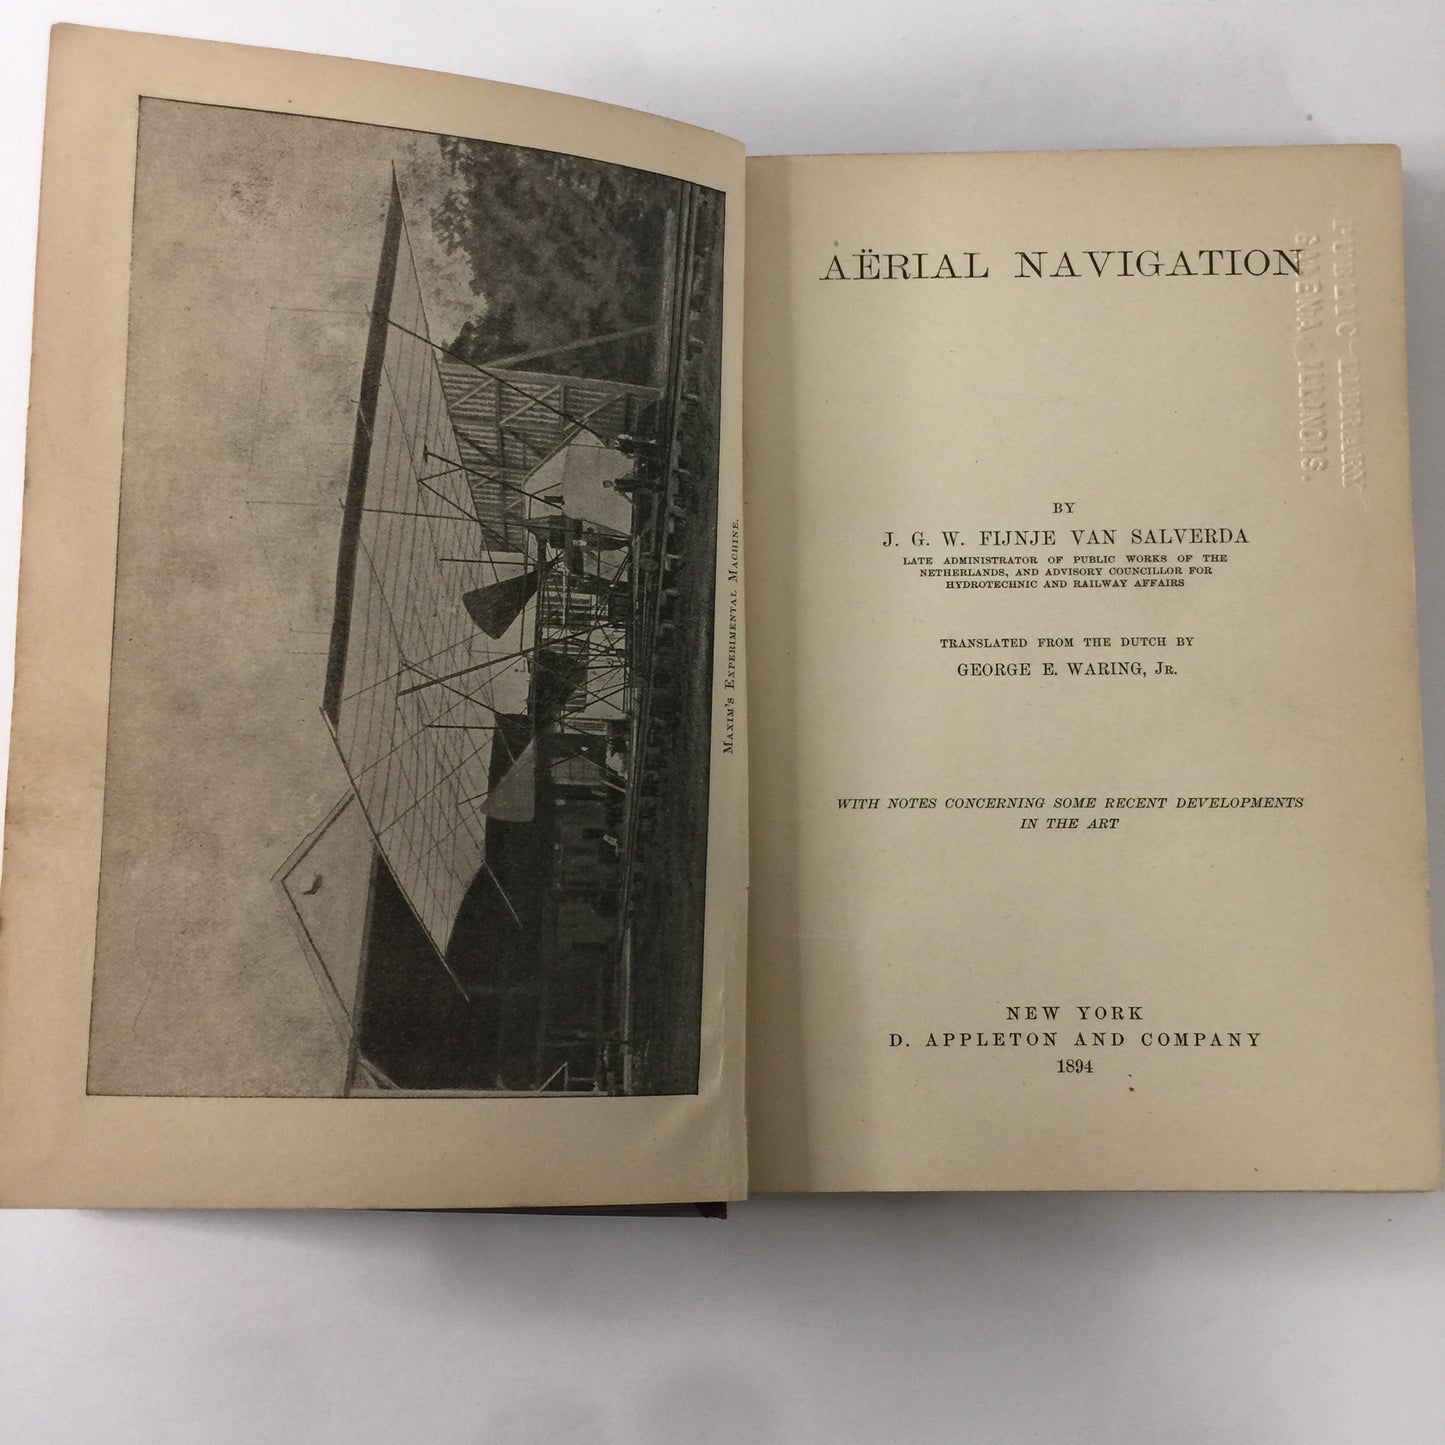 MAXIM'S EXPERIMENTAL MACHINE.
AËRIAL NAVIGATION
BY
J. G. W. FIJNJE VAN SALVERDA
LATE ADMINISTRATOR OF PUBLIC WORKS OF THE
NETHERLANDS, AND ADVISORY COUNCILLOR FOR
HYDROTECHNIC AND RAILWAY AFFAIRS
TRANSLATED FROM THE DUTCH BY
GEORGE E. WARING, JR.
WITH NOTES CONCERNING SOME RECENT DEVELOPMENTS
IN THE ART
NEW YORK
D. APPLETON AND COMPANY
1894
PUBLIC LIBRARY
GALENA, ILLINOIS.